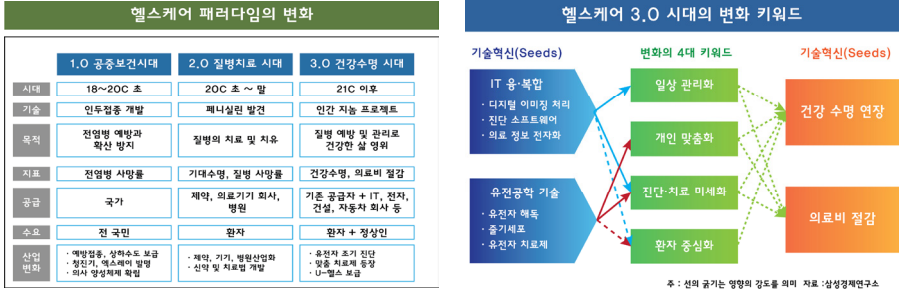 헬스케어 패러다임의 변화
1.0 공중보건시대 2.0 질병치료 시대 3.0 건강수명 시대
시대 18~20C 초 20C 초 ~ 말 21C 이후
기술 인두접종 개발 페니실린 발견 인간 지놈 프로젝트
목적 전염병 예방과 확산 방지 질병의 치료 및 치유 질병 예방 및 관리로 건강한 삶 영위
지표 전염병 사망률 기대수명, 질병 사망률 건강수명, 의료비 절감
공급 국가 제약, 의료기기 회사, 병원 기존 공급자 + IT, 전자, 건설, 자동차 회사 등
수요 전 국민 환자 환자 + 정상인
산업 변화
· 예방접종, 상하수도 보급
· 청진기, 엑스레이 발명
· 의사 양성체제 확립
· 제약, 기기, 병원산업화
· 신약 및 치료법 개발
· 유전자 조기 진단
· 맞춤 치료제 등장
· U-헬스 보급
헬스케어 3.0 시대의 변화 키워드
기술혁신(Seeds) 변화의 4대 키워드 기술혁신(Seeds)
IT 융·복합
· 디지털 이미징 처리
· 진단 소프트웨어
· 의료 정보 전자화
유전공학 기술
· 유전자 해독
· 줄기세포
· 유전자 치료제
일상 관리화
개인 맞춤화
진단·치료 미세화
환자 중심화
건강 수명 연장
의료비 절감
주 : 선의 굵기는 영향의 강도를 의미 자료 :삼성경제연구소